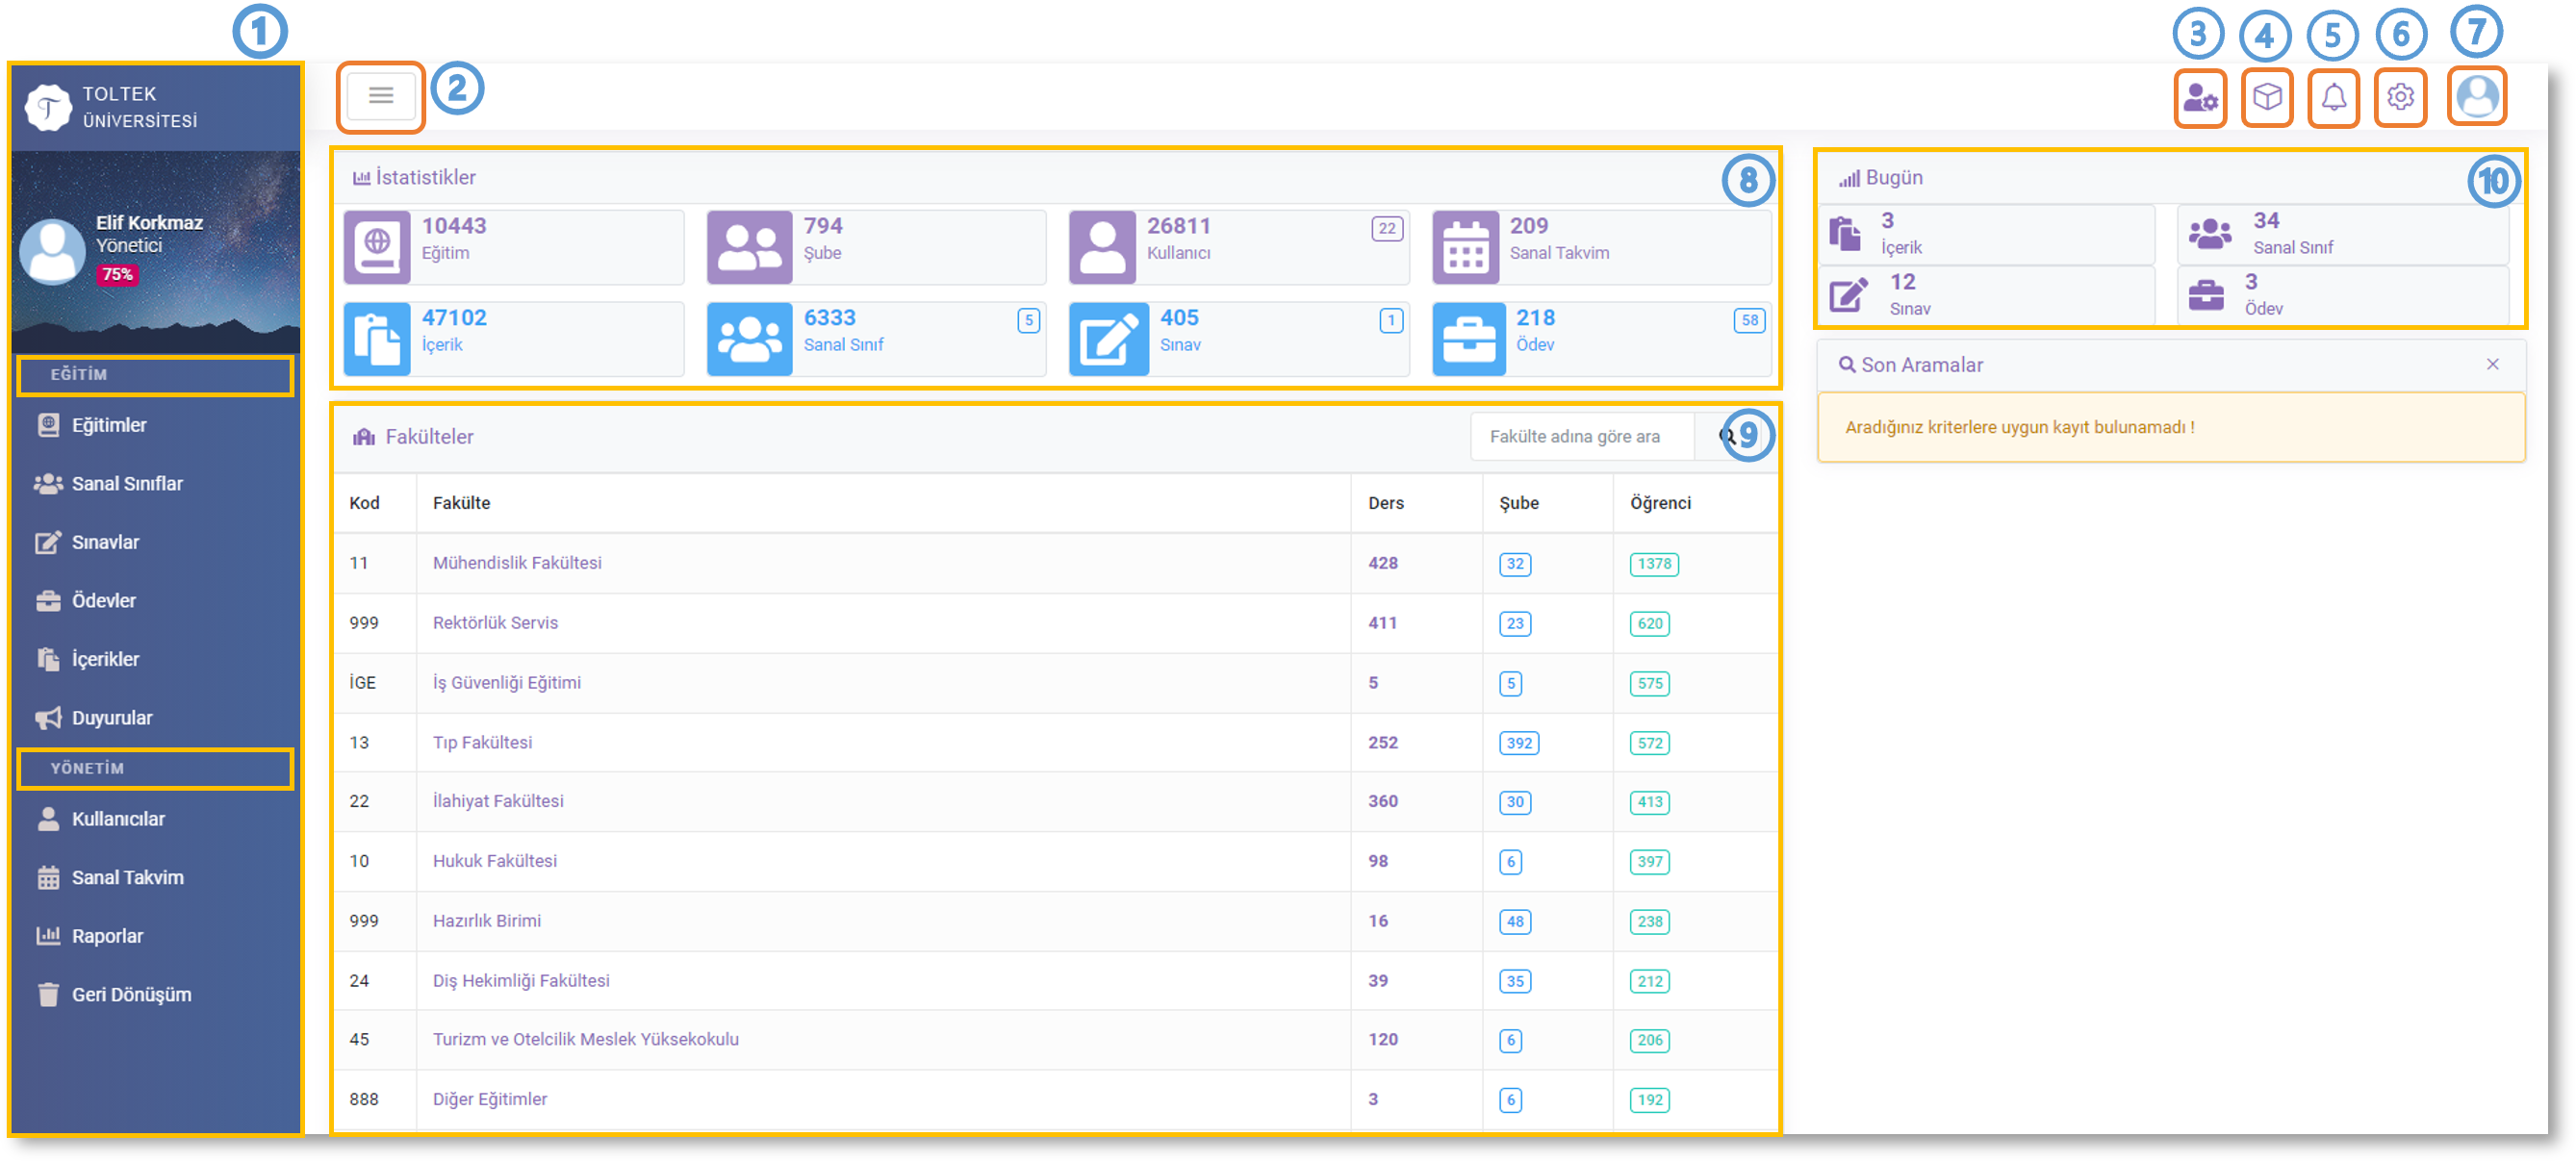 1
2
3
4
5
6
7
TOLTEK
ÜNİVERSİTESİ
Elif Korkmaz
Yönetici
75%
EĞİTİM
Eğitimler
Sanal Sınıflar
Sınavlar
Ödevler
İçerikler
Duyurular
YÖNETİM
Kullanıcılar
Sanal Takvim
Raporlar
Geri Dönüşüm
İstatistikler
8
10443
Eğitim
794
Şube
26811
Kullanıcı
22
209
Sanal Takvim
47102
İçerik
6333
Sanal Sınıf
5
405
Sınav
1
218
Ödev
58
Fakülteler
Fakülte adına göre ara
9
Kod Fakülte Ders Şube Öğrenci
11 Mühendislik Fakültesi 428 32 1378
999 Rektörlük Servis 411 23 620
İGE İş Güvenliği Eğitimi 5 5 575
13 Tıp Fakültesi 252 392 572
22 İlahiyat Fakültesi 360 30 413
10 Hukuk Fakültesi 98 6 397
999 Hazırlık Birimi 16 48 238
24 Diş Hekimliği Fakültesi 39 35 212
45 Turizm ve Otelcilik Meslek Yüksekokulu 120 6 206
888 Diğer Eğitimler 3 6 192
Bugün
10
3
İçerik
34
Sanal Sınıf
12
Sınav
3
Ödev
Son Aramalar
Aradığınız kriterlere uygun kayıt bulunamadı !